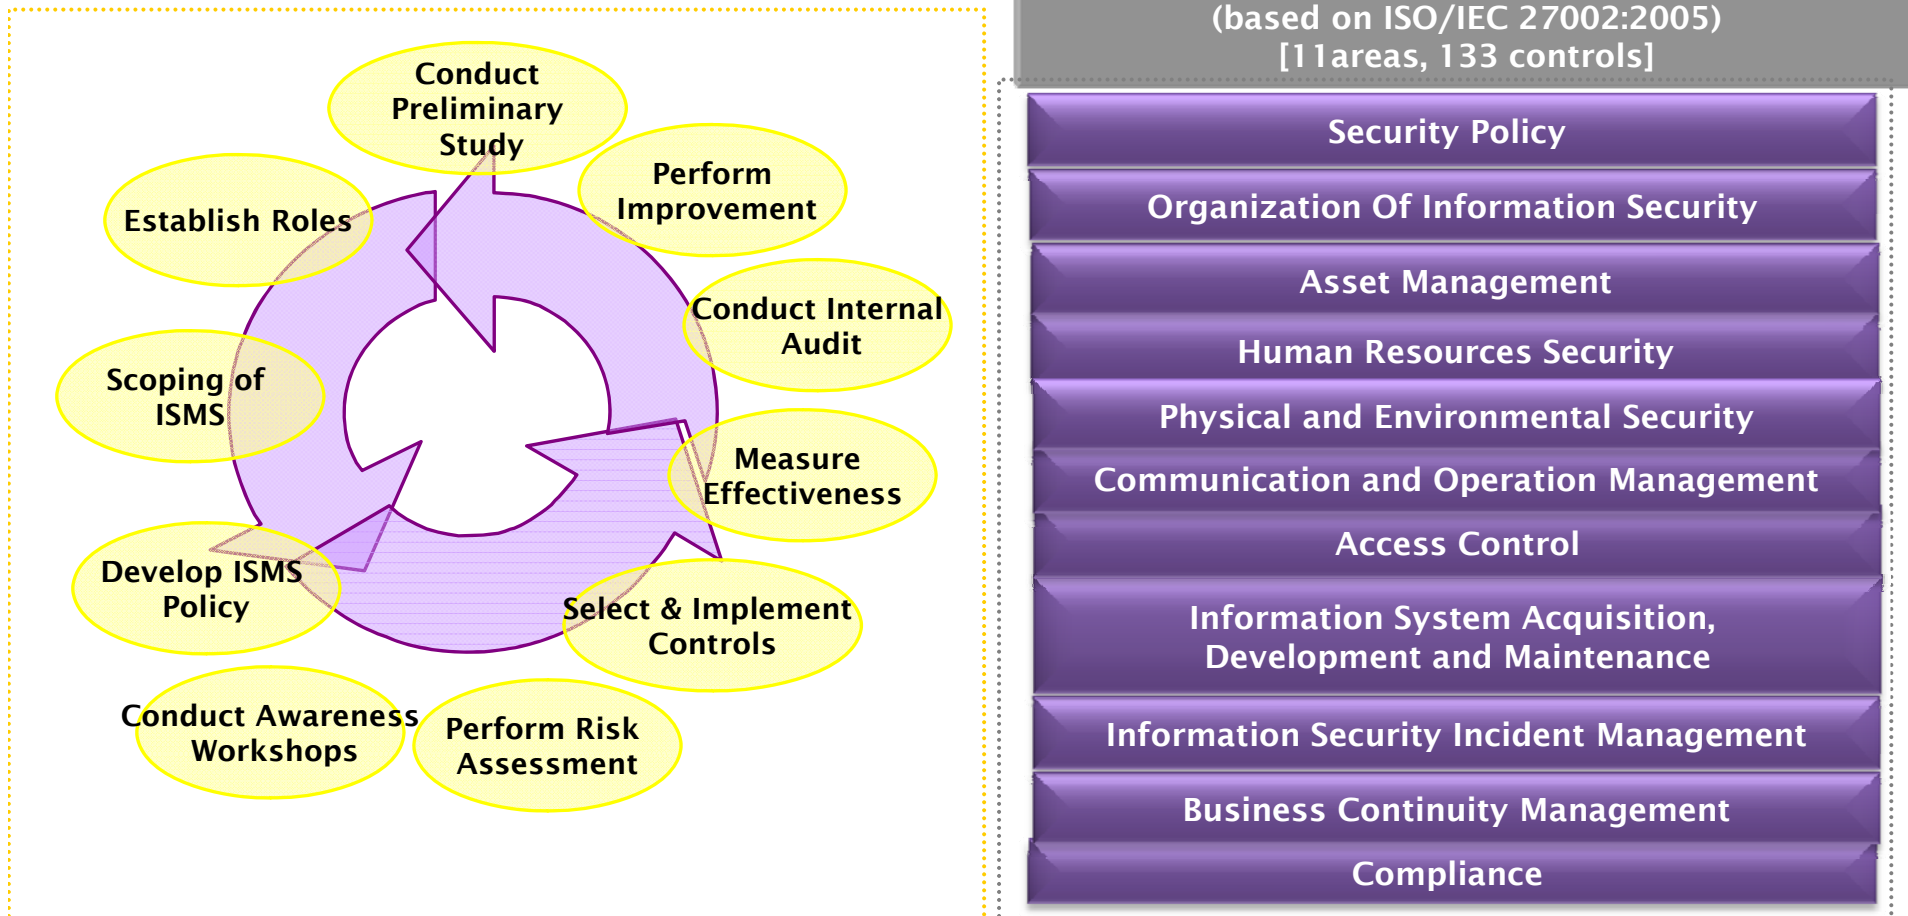 Conduct
Preliminary
Study
Perform
Improvement
Establish Roles
Conduct Internal
Audit
Scoping of
ISMS
Measure
Effectiveness
Develop ISMS
Policy
Select & Implement
Controls
Conduct Awareness
Workshops
Perform Risk
Assessment
(based on ISO/IEC 27002:2005)
[11areas, 133 controls]
Security Policy
Organization Of Information Security
Asset Management
Human Resources Security
Physical and Environmental Security
Communication and Operation Management
Access Control
Information System Acquisition,
Development and Maintenance
Information Security Incident Management
Business Continuity Management
Compliance